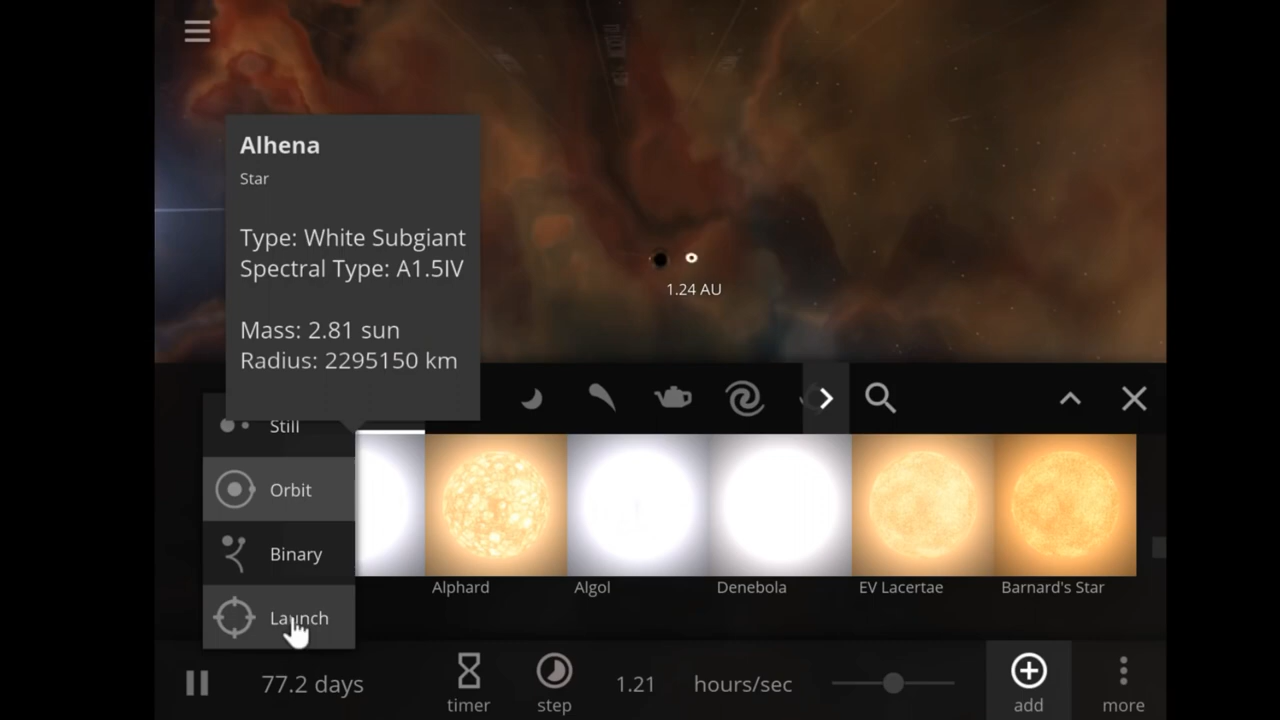 Alhena
Star
Type: White Subgiant
Spectral Type: A1.5IV
Mass: 2.81 sun
Radius: 2295150 km
1.24 AU
Still
Orbit
Binary
Launch
Alphard
Algol
Denebola
EV Lacertae
Barnard's Star
77.2 days
timer
step
1.21 hours/sec
add
more